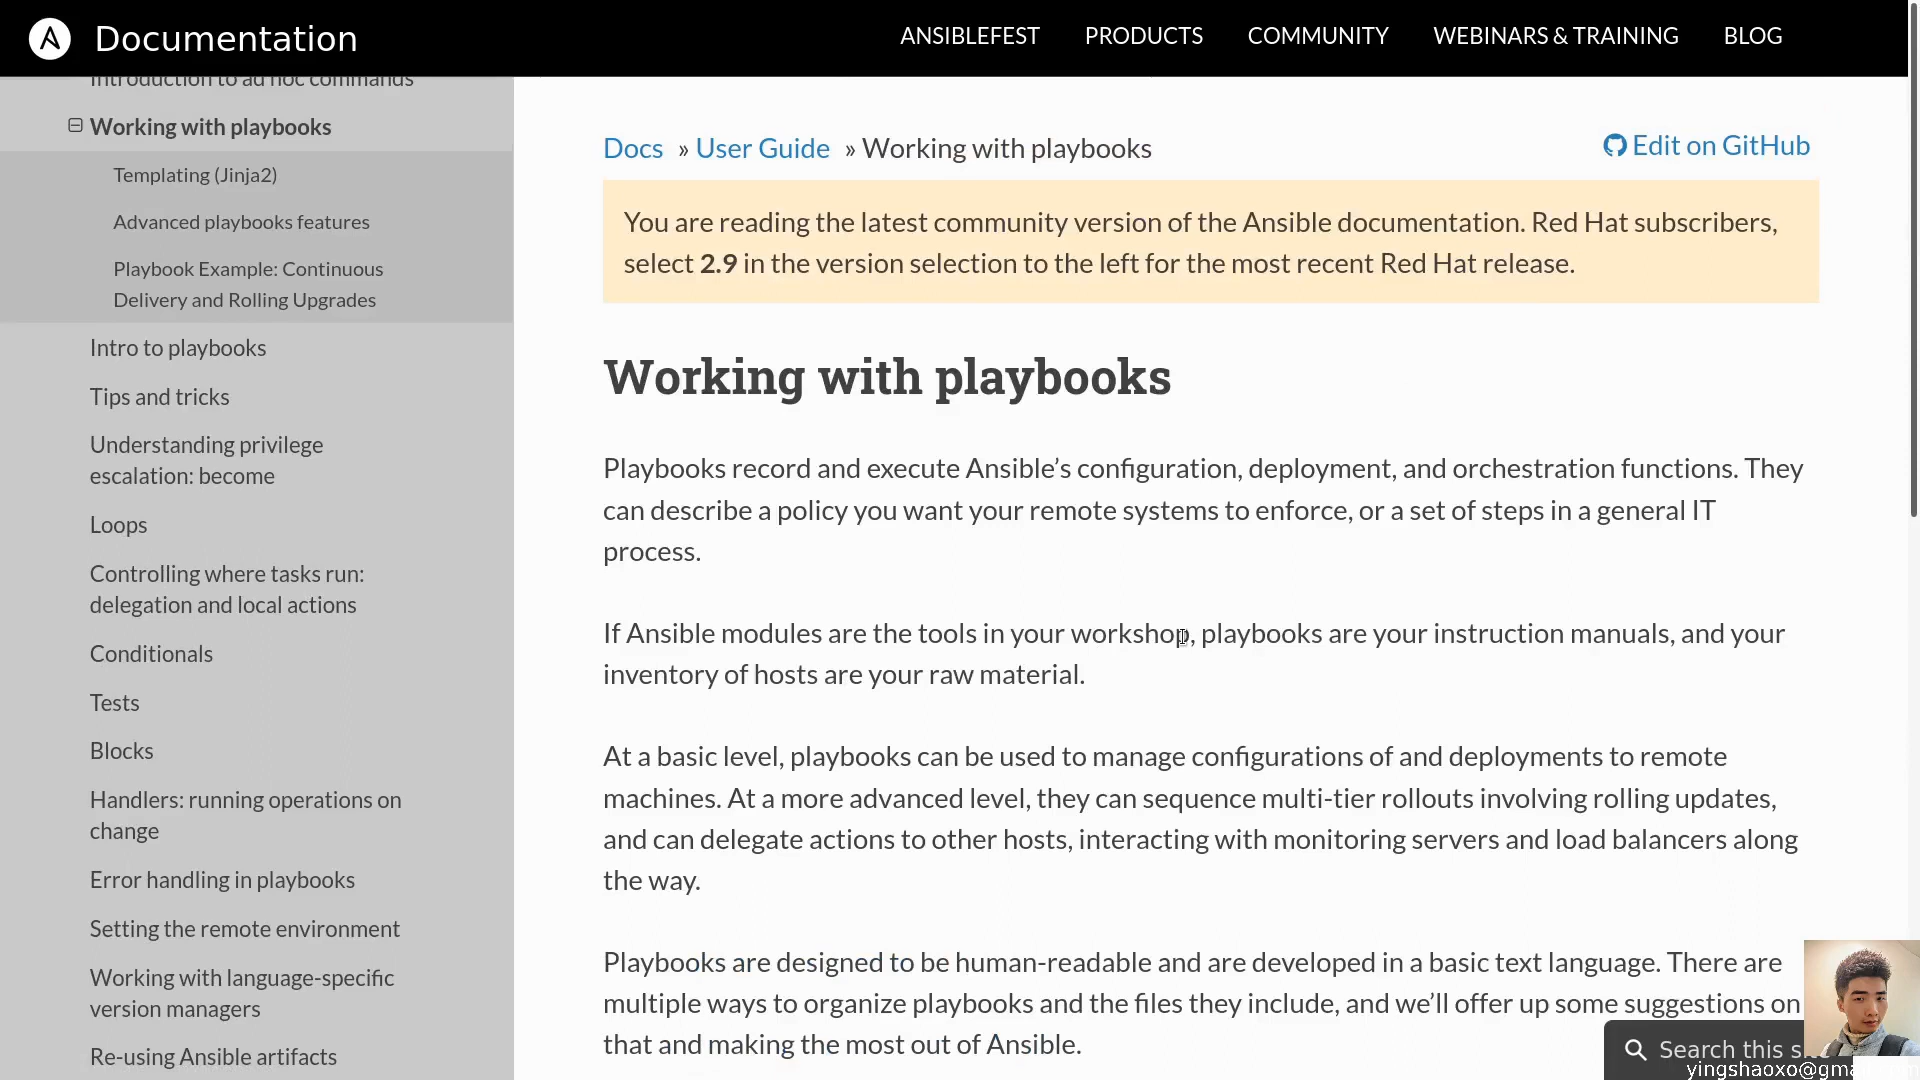 Documentation
ANSIBLEFEST
PRODUCTS
COMMUNITY
WEBINARS & TRAINING
BLOG
Introduction to ad hoc commands
Working with playbooks
Templating (Jinja2)
Advanced playbooks features
Playbook Example: Continuous
Delivery and Rolling Upgrades
Intro to playbooks
Tips and tricks
Understanding privilege
escalation: become
Loops
Controlling where tasks run:
delegation and local actions
Conditionals
Tests
Blocks
Handlers: running operations on
change
Error handling in playbooks
Setting the remote environment
Working with language-specific
version managers
Re-using Ansible artifacts
Docs » User Guide » Working with playbooks
Edit on GitHub
You are reading the latest community version of the Ansible documentation. Red Hat subscribers,
select 2.9 in the version selection to the left for the most recent Red Hat release.
Working with playbooks
Playbooks record and execute Ansible’s configuration, deployment, and orchestration functions. They
can describe a policy you want your remote systems to enforce, or a set of steps in a general IT
process.
If Ansible modules are the tools in your workshop, playbooks are your instruction manuals, and your
inventory of hosts are your raw material.
At a basic level, playbooks can be used to manage configurations of and deployments to remote
machines. At a more advanced level, they can sequence multi-tier rollouts involving rolling updates,
and can delegate actions to other hosts, interacting with monitoring servers and load balancers along
the way.
Playbooks are designed to be human-readable and are developed in a basic text language. There are
multiple ways to organize playbooks and the files they include, and we’ll offer up some suggestions on
that and making the most out of Ansible.
Search this
yingshaoxo@gma